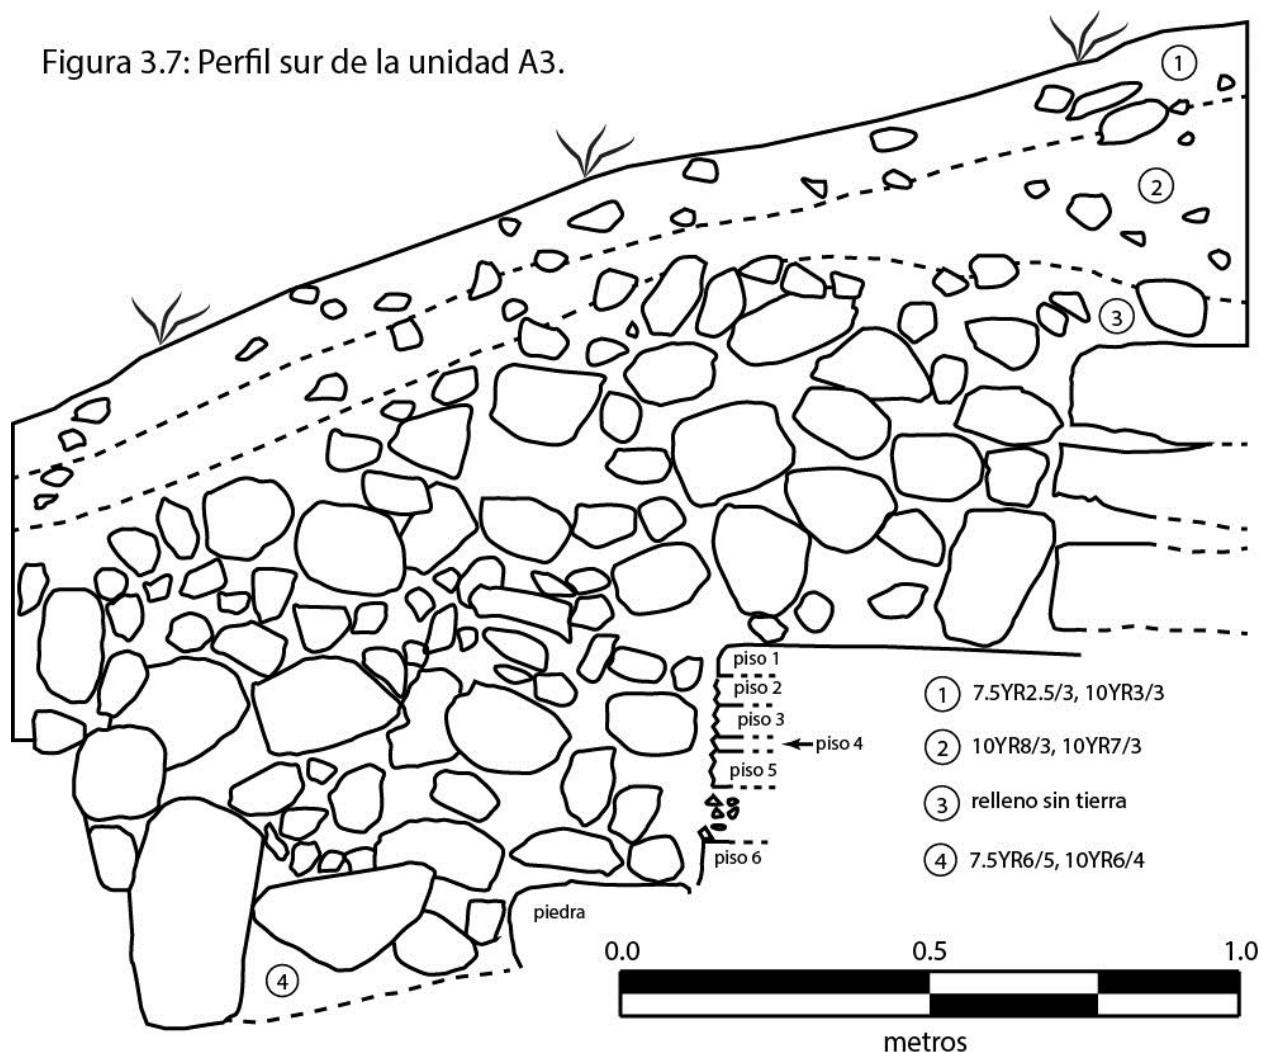 Figura 3.7: Perfil sur de la unidad A3.
1
2
3
piso 1
piso 2
piso 3
piso 4
piso 5
piso 6
piedra
4
1 7.5YR2.5/3, 10YR3/3
2 10YR8/3, 10YR7/3
3 relleno sin tierra
4 7.5YR6/5, 10YR6/4
0.0 0.5 1.0
metros